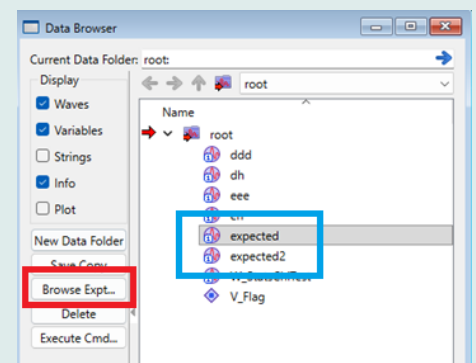 Data Browser
Current Data Folder: root:
Display
Waves
Variables
Strings
Info
Plot
New Data Folder
Save Copy
Browse Expt...
Delete
Execute Cmd...
root
Name
root
ddd
dh
eee
expected
expected2
V_Flag